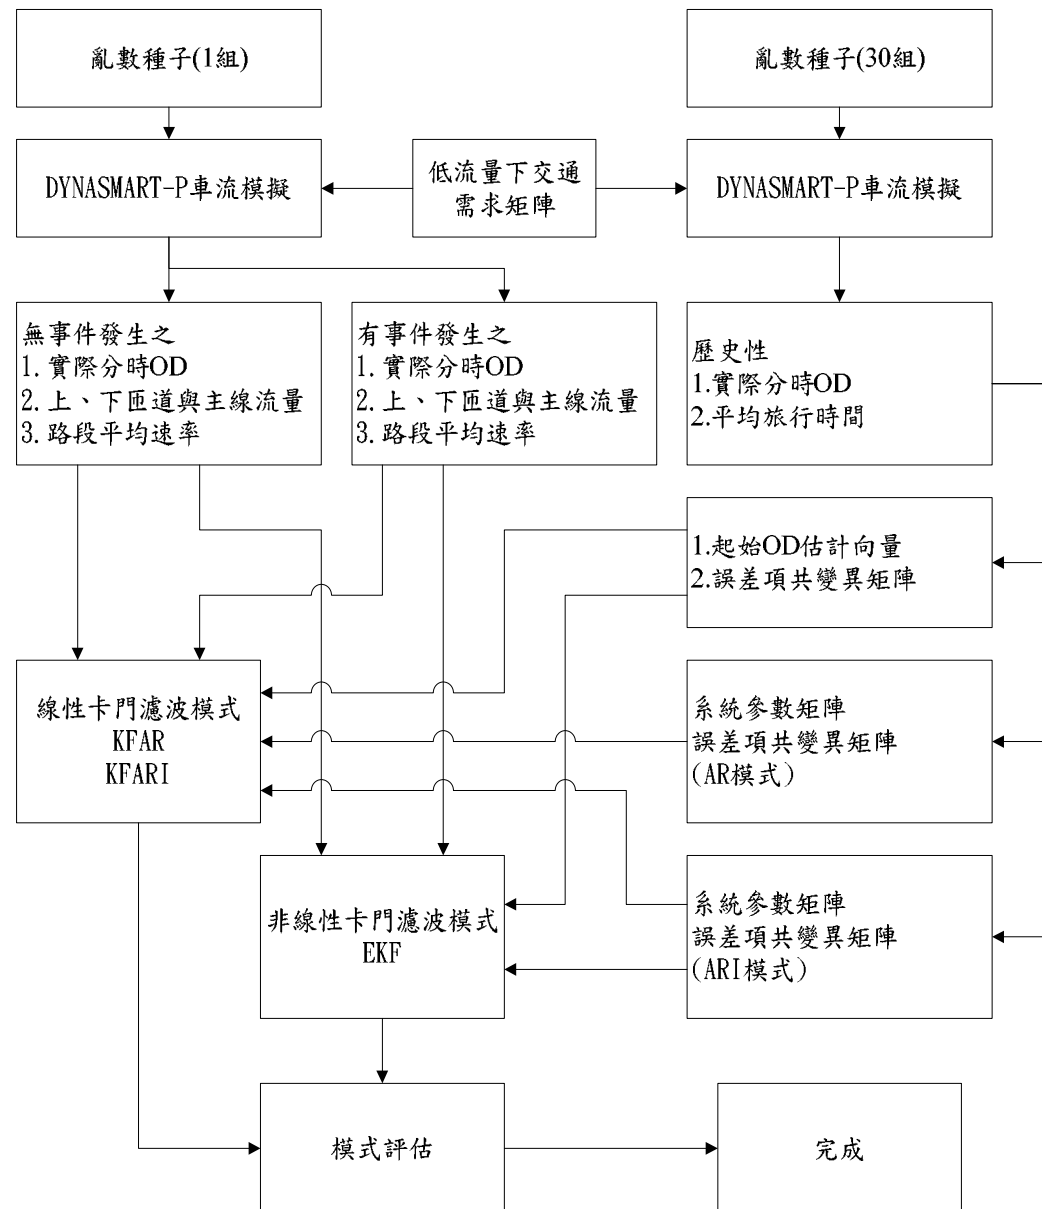 亂數種子(1組)
亂數種子(30組)
DYNASMART-P車流模擬
低流量下交通
需求矩陣
DYNASMART-P車流模擬
無事件發生之
1. 實際分時OD
2. 上、下匝道與主線流量
3. 路段平均速率
有事件發生之
1. 實際分時OD
2. 上、下匝道與主線流量
3. 路段平均速率
歷史性
1.實際分時OD
2.平均旅行時間
1.起始OD估計向量
2.誤差項共變異矩陣
線性卡門濾波模式
KFAR
KFARI
系統參數矩陣
誤差項共變異矩陣
(AR模式)
非線性卡門濾波模式
EKF
系統參數矩陣
誤差項共變異矩陣
(ARI模式)
模式評估
完成